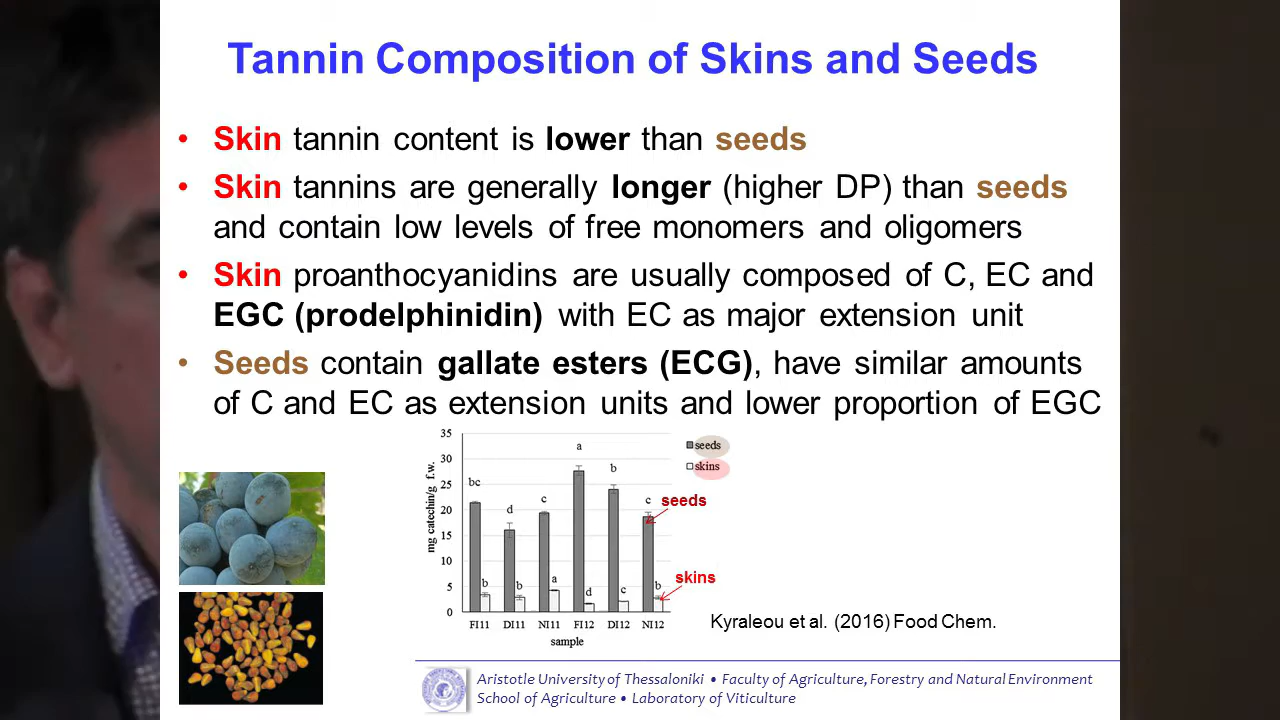 Tannin Composition of Skins and Seeds
• Skin tannin content is lower than seeds
• Skin tannins are generally longer (higher DP) than seeds
and contain low levels of free monomers and oligomers
• Skin proanthocyanidins are usually composed of C, EC and
EGC (prodelphinidin) with EC as major extension unit
• Seeds contain gallate esters (ECG), have similar amounts
of C and EC as extension units and lower proportion of EGC
mg catechin/g f.w.
35
30
25
20
15
10
5
0
bc
d
c
a
b
c
b
b
a
d
c
b
FI11 DI11 NI11 FI12 DI12 NI12
sample
seeds
skins
seeds
skins
Kyraleou et al. (2016) Food Chem.
Aristotle University of Thessaloniki • Faculty of Agriculture, Forestry and Natural Environment
School of Agriculture • Laboratory of Viticulture